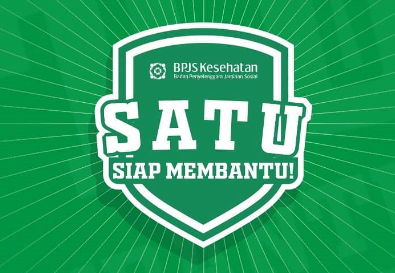 BPJS Kesehatan
Badan Penyelenggara Jaminan Sosial
SATU
SIAP MEMBANTU!